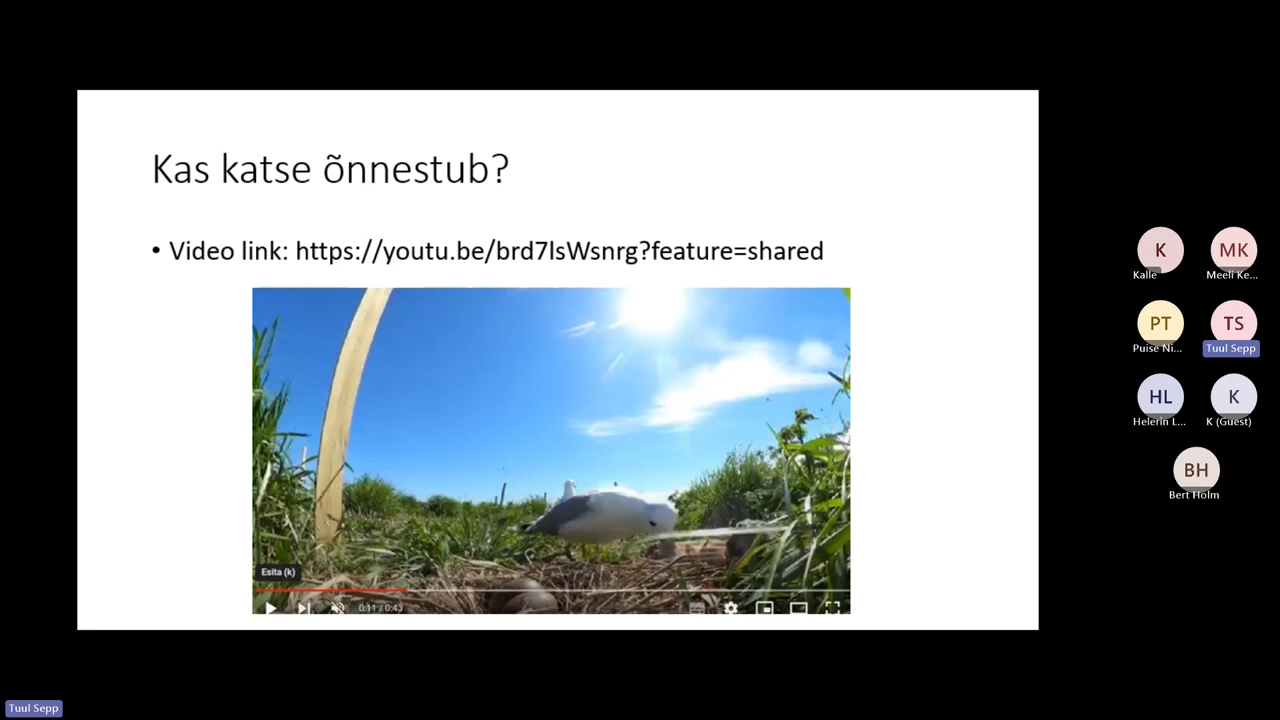 Kas katse õnnestub?
• Video link: https://youtu.be/brd7lsWsnrg?feature=shared
Esita (k)
0:11 / 0:43
K
MK
Kalle
Meeli Ke...
PT
TS
Puise Ni...
Tuul Sepp
HL
K
Helerin L...
K (Guest)
BH
Bert Holm
Tuul Sepp